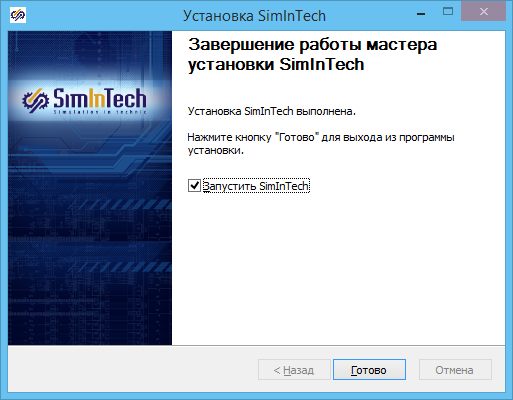 Установка SimInTech
Завершение работы мастера
установки SimInTech
SimInTech
Simulation in technic
Установка SimInTech выполнена.
Нажмите кнопку "Готово" для выхода из программы
установки.
Запустить SimInTech
< Назад
Готово
Отмена